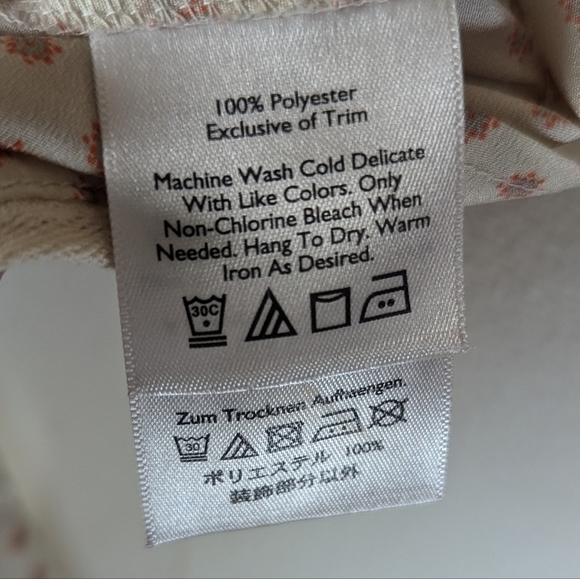 100% Polyester
Exclusive of Trim
Machine Wash Cold Delicate
With Like Colors. Only
Non-Chlorine Bleach When
Needed. Hang To Dry. Warm
Iron As Desired.
30C
Zum Trocknen Aufhaengen.
30
ポリエステル 100%
装飾部分以外